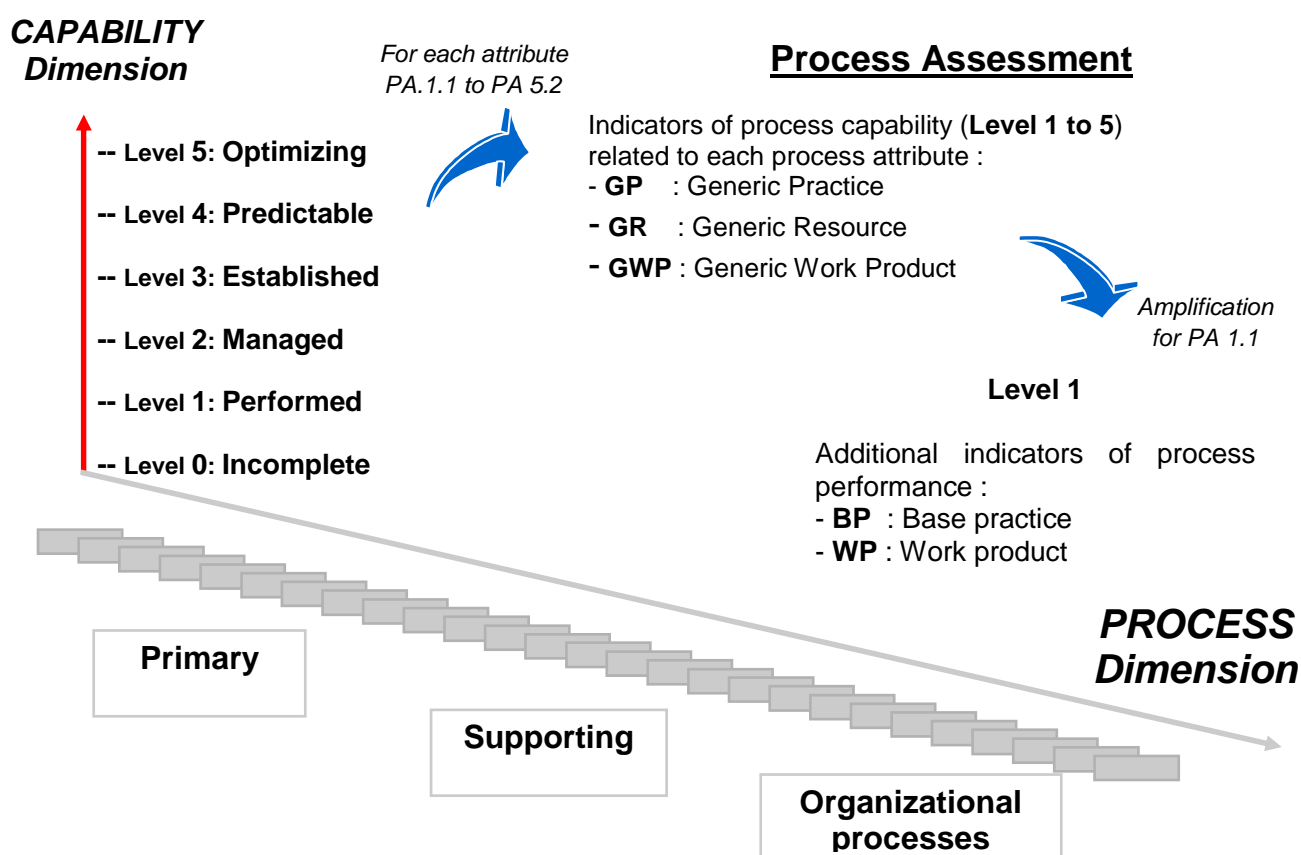 CAPABILITY
Dimension
For each attribute
PA.1.1 to PA 5.2
Process Assessment
Indicators of process capability (Level 1 to 5)
related to each process attribute :
- GP : Generic Practice
- GR : Generic Resource
- GWP : Generic Work Product
-- Level 5: Optimizing
-- Level 4: Predictable
-- Level 3: Established
-- Level 2: Managed
-- Level 1: Performed
-- Level 0: Incomplete
Amplification
for PA 1.1
Level 1
Additional indicators of process
performance :
- BP : Base practice
- WP : Work product
PROCESS
Dimension
Primary
Supporting
Organizational
processes